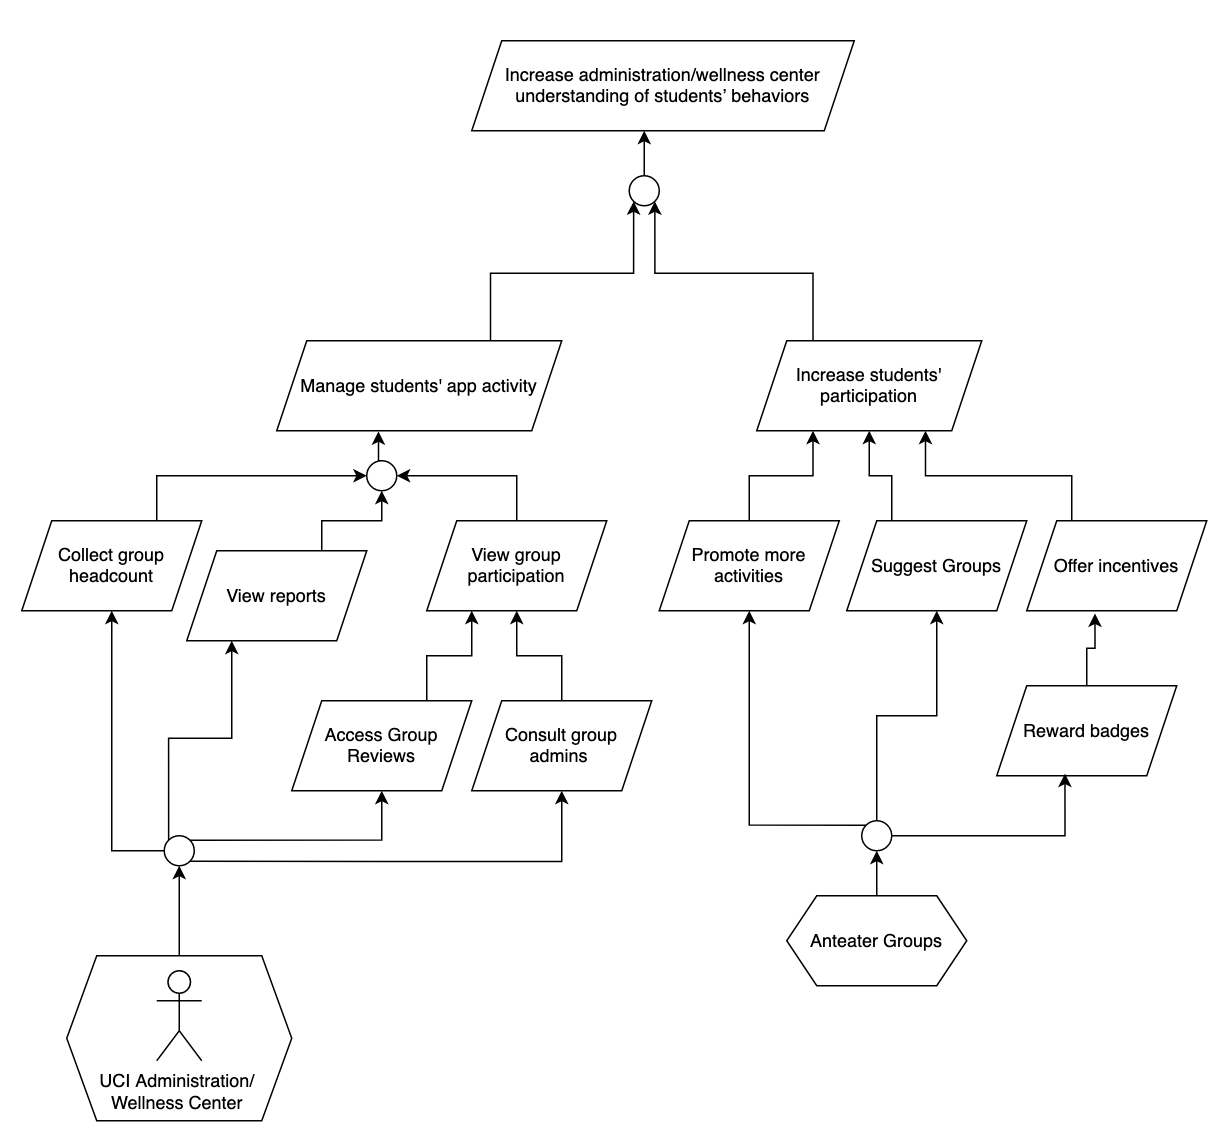 Increase administration/wellness center
understanding of students’ behaviors
Manage students' app activity
Increase students'
participation
Collect group
headcount
View reports
View group
participation
Promote more
activities
Suggest Groups
Offer incentives
Access Group
Reviews
Consult group
admins
Reward badges
Anteater Groups
UCI Administration/
Wellness Center